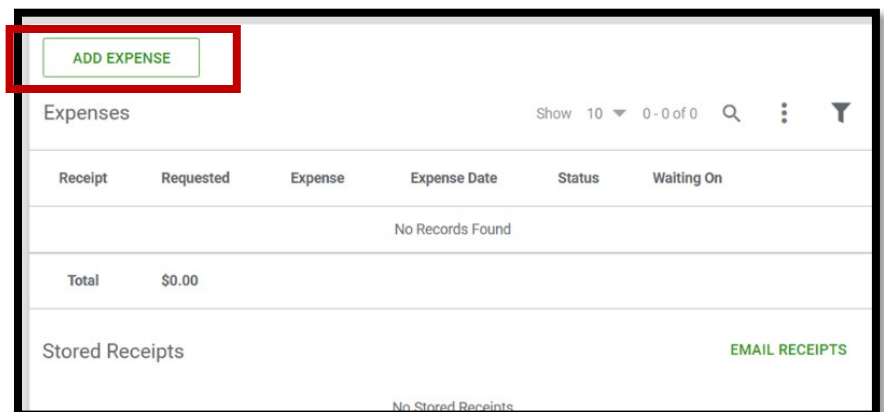 ADD EXPENSE
Expenses Show 10 0 - 0 of 0
Receipt Requested Expense Expense Date Status Waiting On
No Records Found
Total $0.00
Stored Receipts EMAIL RECEIPTS
No Stored Receipts